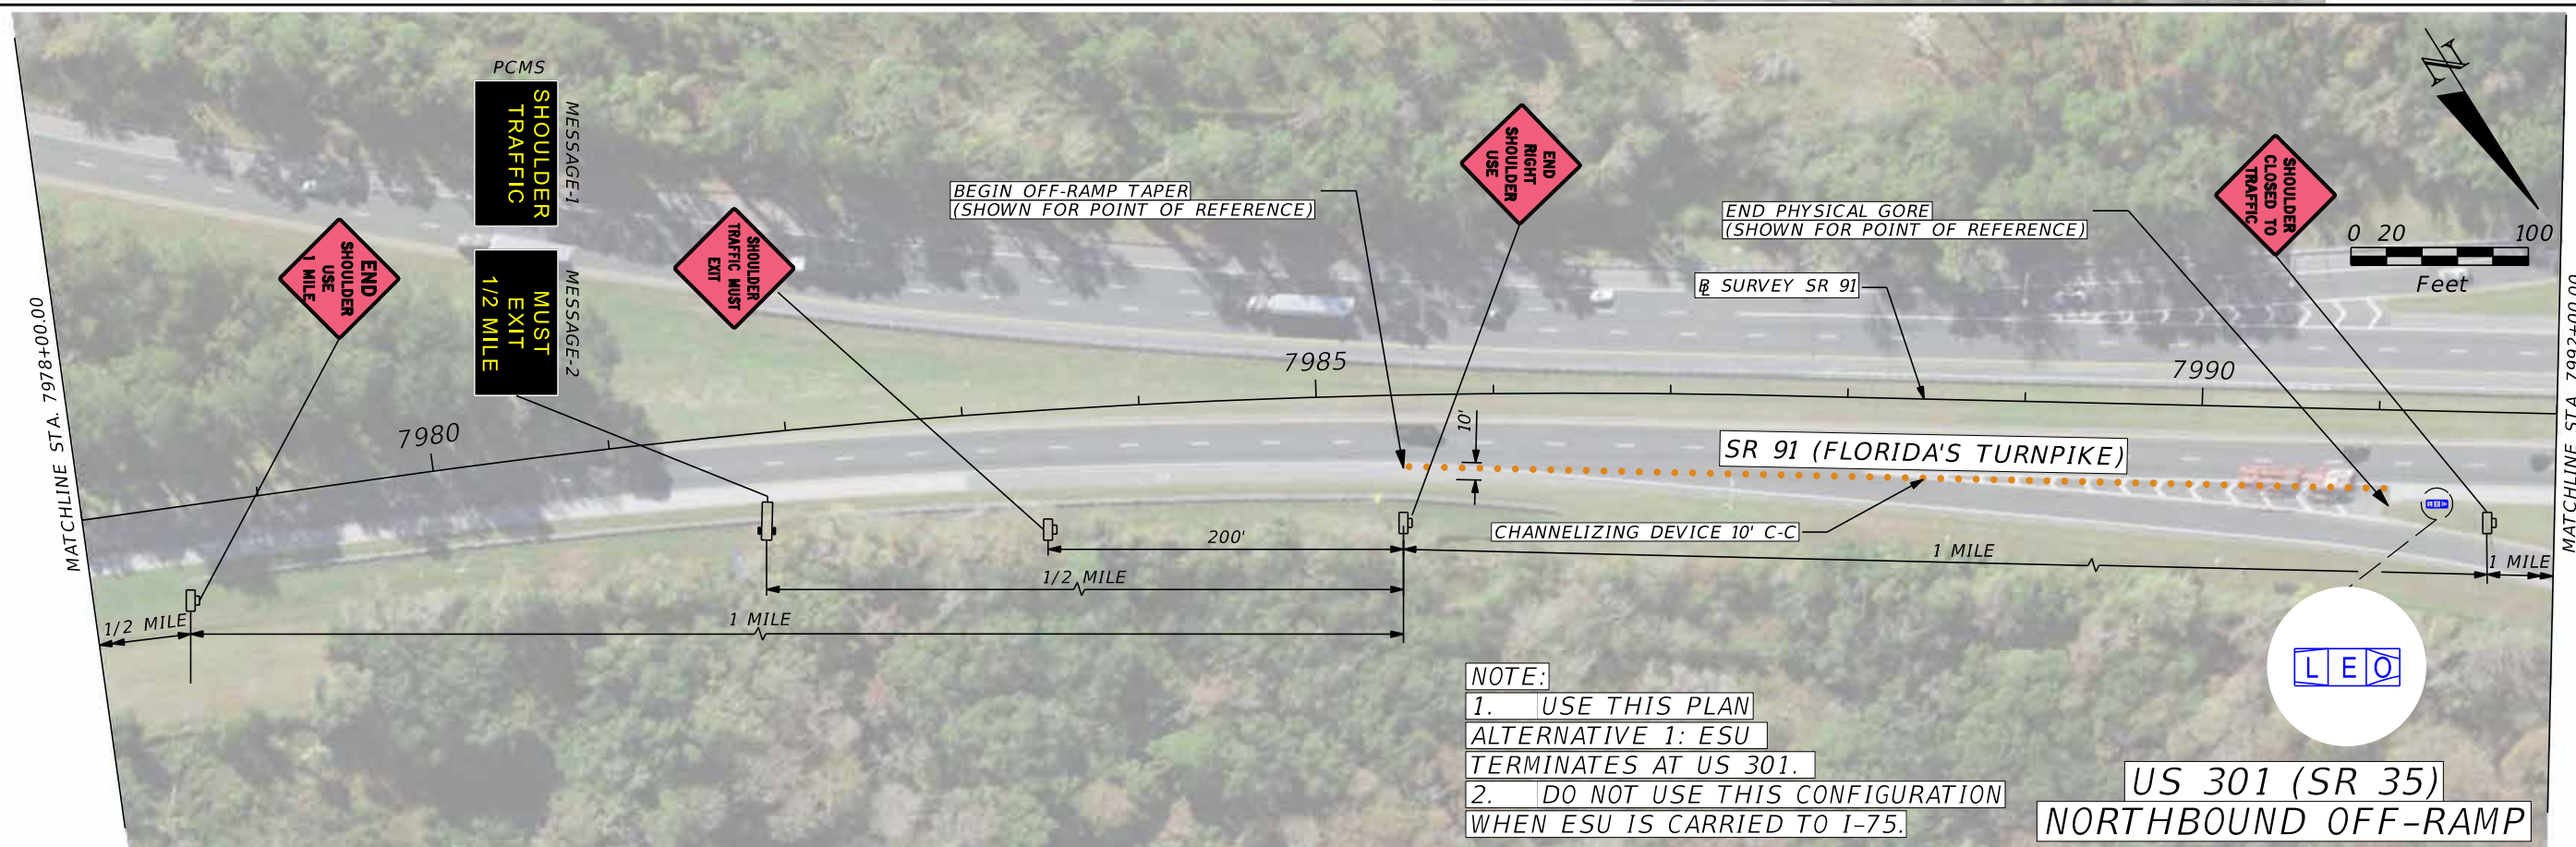 PCMS
SHOULDER
TRAFFIC
MESSAGE-1
MUST
EXIT
1/2 MILE
MESSAGE-2
END
SHOULDER
USE
1 MILE
SHOULDER
TRAFFIC MUST
EXIT
BEGIN OFF-RAMP TAPER
(SHOWN FOR POINT OF REFERENCE)
END
RIGHT
SHOULDER
USE
END PHYSICAL GORE
(SHOWN FOR POINT OF REFERENCE)
SHOULDER
CLOSED TO
TRAFFIC
N
0 20 100
Feet
BL SURVEY SR 91
MATCHLINE STA. 7978+00.00
MATCHLINE STA. 7992+00.00
7980
7985
7990
10'
SR 91 (FLORIDA'S TURNPIKE)
CHANNELIZING DEVICE 10' C-C
200'
1 MILE
1 MILE
1/2 MILE
1/2 MILE
1 MILE
LEO
NOTE:
1. USE THIS PLAN
ALTERNATIVE 1: ESU
TERMINATES AT US 301.
2. DO NOT USE THIS CONFIGURATION
WHEN ESU IS CARRIED TO I-75.
US 301 (SR 35)
NORTHBOUND OFF-RAMP